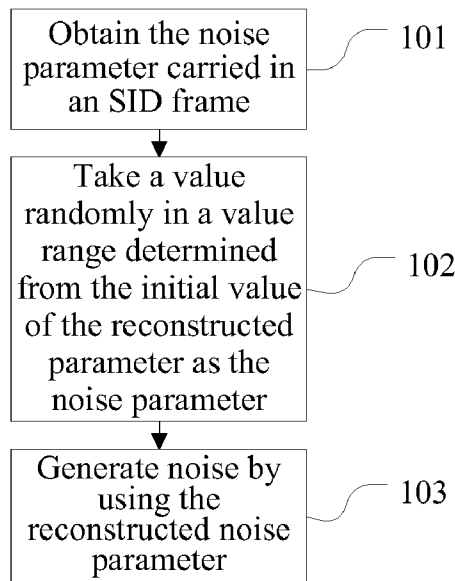 Obtain the noise
parameter carried in
an SID frame
101
Take a value
randomly in a value
range determined
from the initial value
of the reconstructed
parameter as the
noise parameter
102
Generate noise by
using the
reconstructed noise
parameter
103